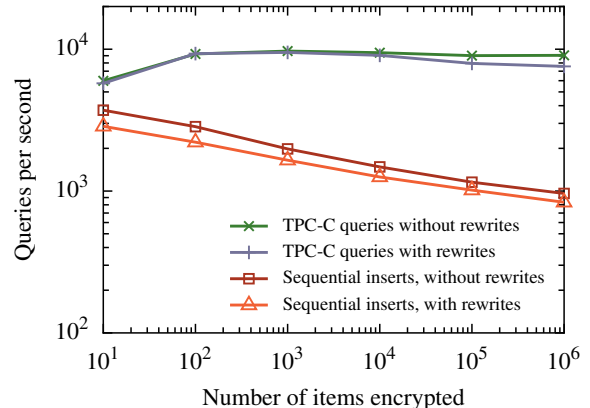 10^4
10^3
10^2
Queries per second
TPC-C queries without rewrites
TPC-C queries with rewrites
Sequential inserts, without rewrites
Sequential inserts, with rewrites
10^1 10^2 10^3 10^4 10^5 10^6
Number of items encrypted